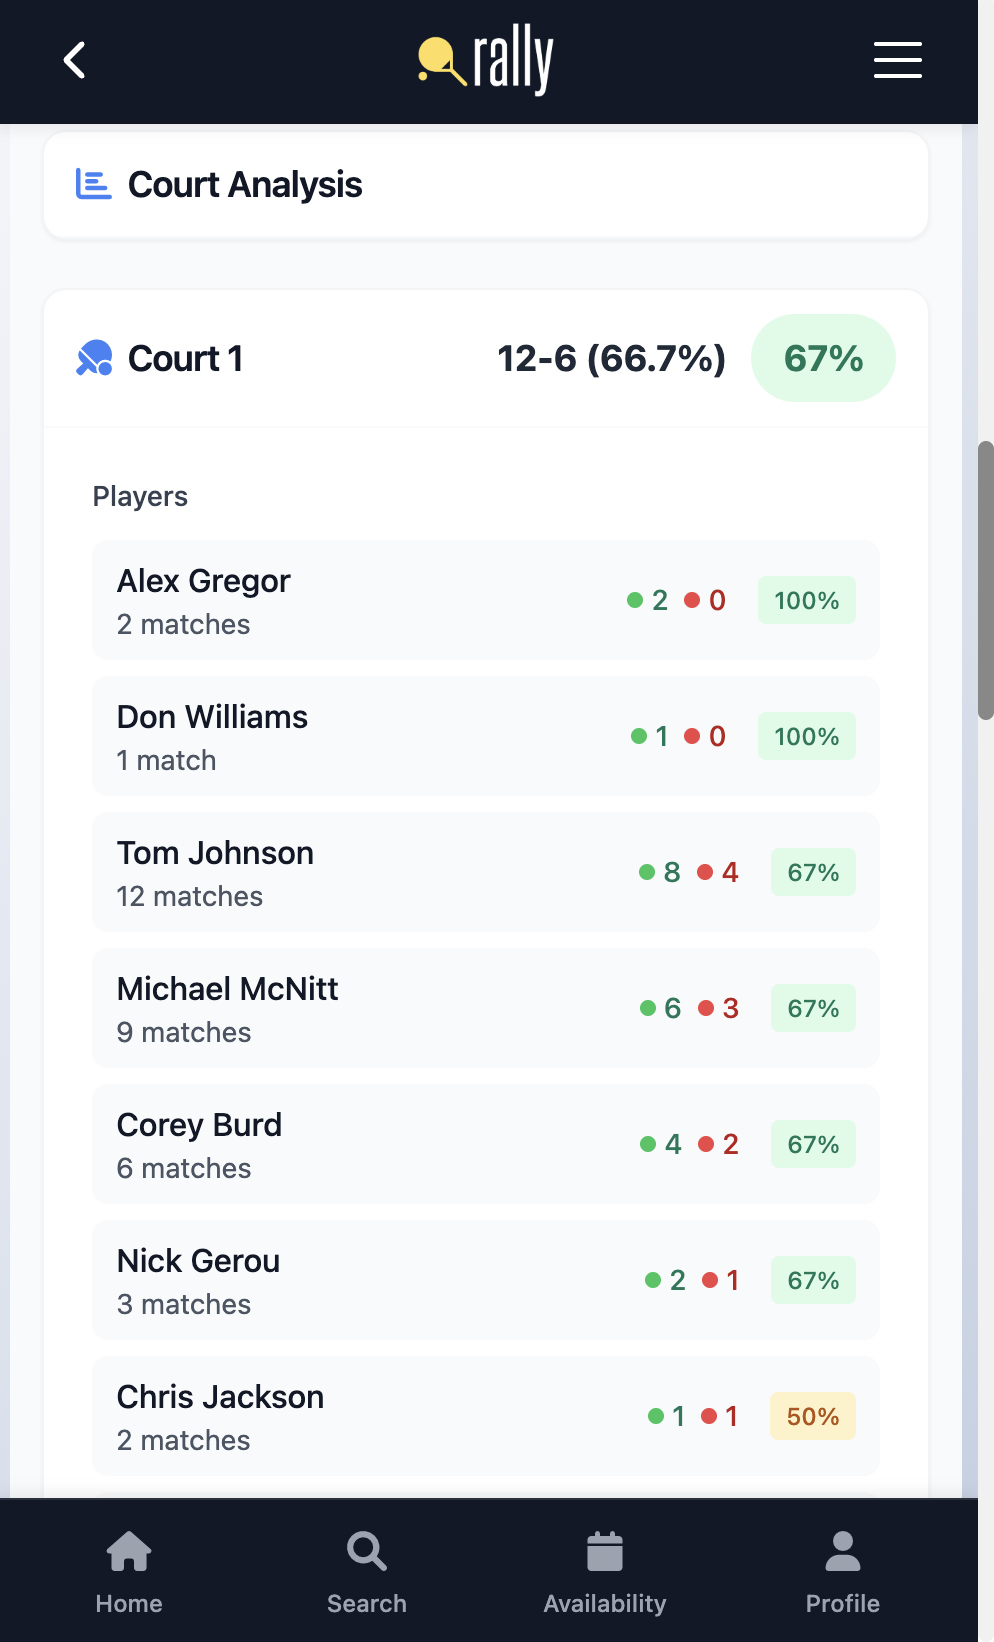 rally
Court Analysis
Court 1 12-6 (66.7%) 67%
Players
Alex Gregor
2 matches
2 0 100%
Don Williams
1 match
1 0 100%
Tom Johnson
12 matches
8 4 67%
Michael McNitt
9 matches
6 3 67%
Corey Burd
6 matches
4 2 67%
Nick Gerou
3 matches
2 1 67%
Chris Jackson
2 matches
1 1 50%
Home Search Availability Profile